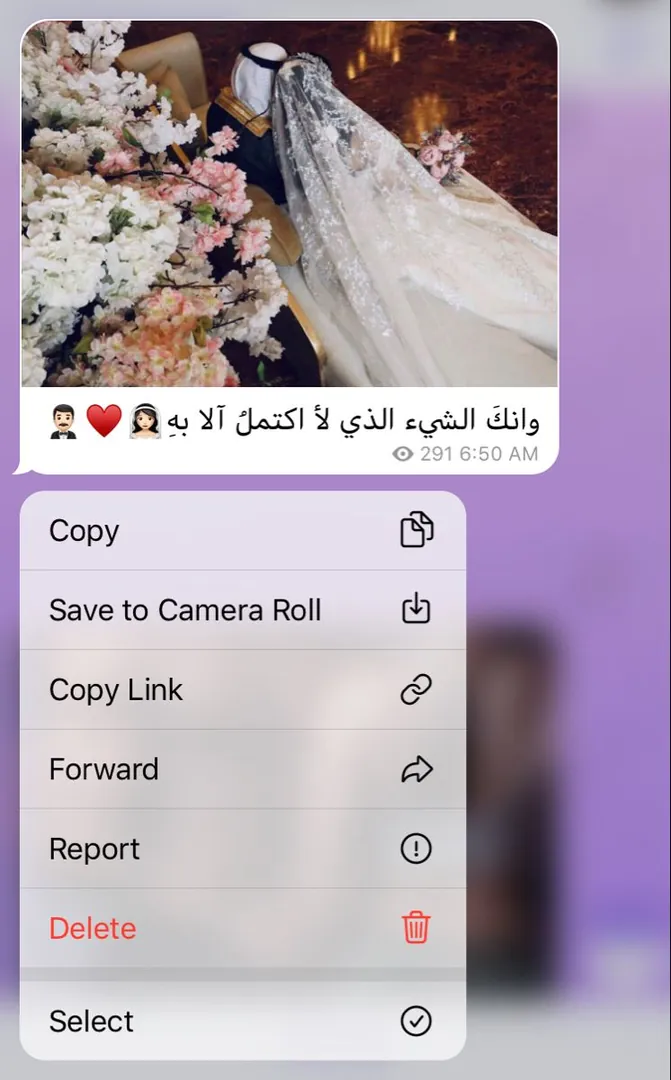 وانكَ الشيء الذي لأ اكتملُ آلا بهِ👰🏻♥️🤵🏻
291 6:50 AM
Copy
Save to Camera Roll
Copy Link
Forward
Report
Delete
Select